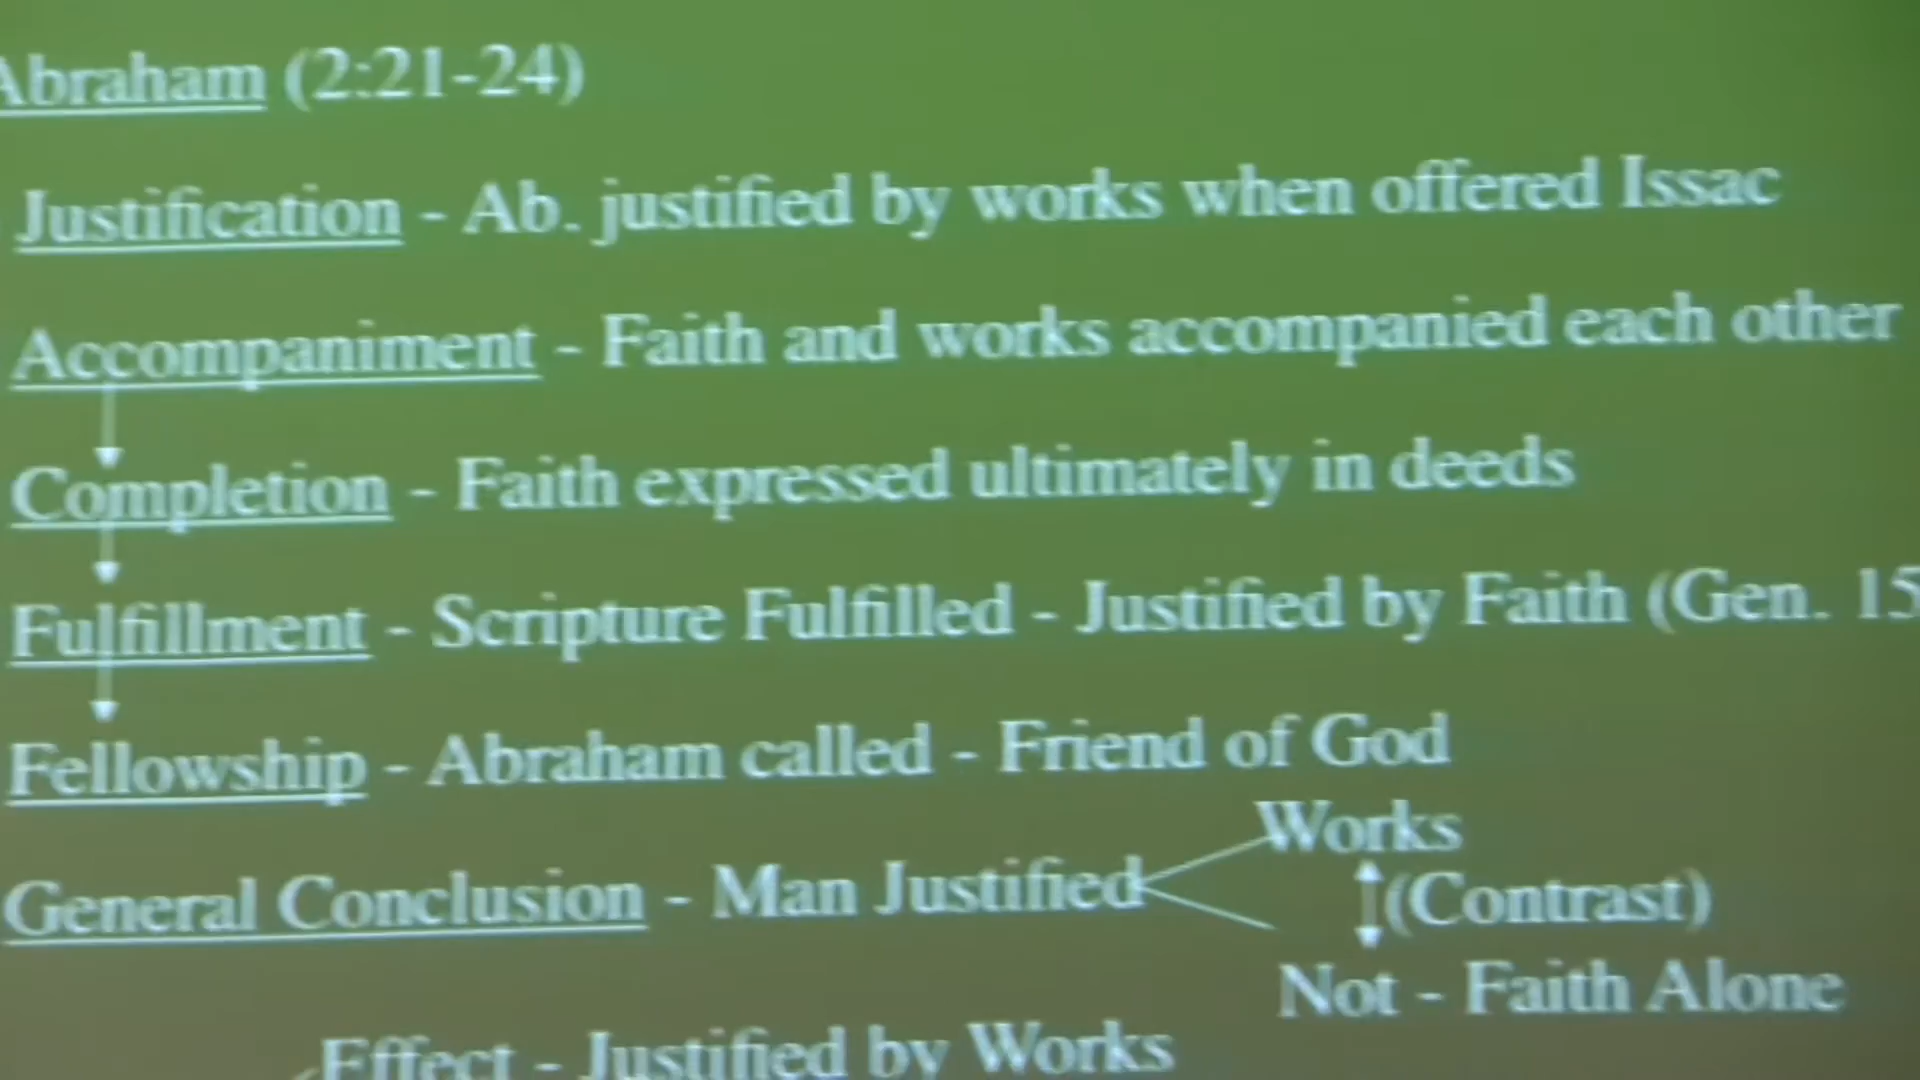 Abraham (2:21-24)
Justification - Ab. justified by works when offered Issac
Accompaniment - Faith and works accompanied each other
Completion - Faith expressed ultimately in deeds
Fulfillment - Scripture Fulfilled - Justified by Faith (Gen. 15
Fellowship - Abraham called - Friend of God
Works
General Conclusion - Man Justified
(Contrast)
Not - Faith Alone
Effect - Justified by Works